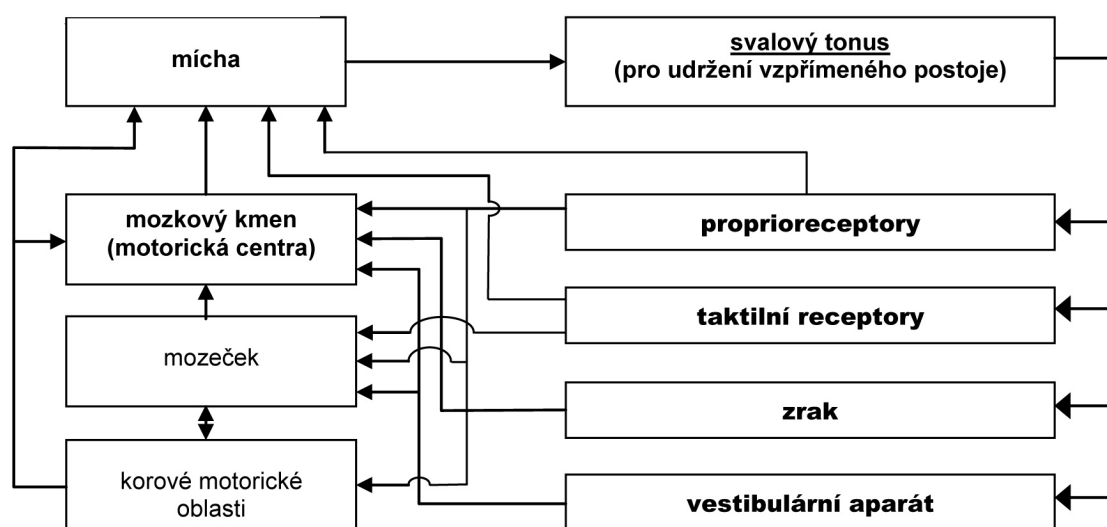 mícha
svalový tonus
(pro udržení vzpřímeného postoje)
mozkový kmen
(motorická centra)
proprioreceptory
taktilní receptory
mozeček
zrak
korové motorické
oblasti
vestibulární aparát